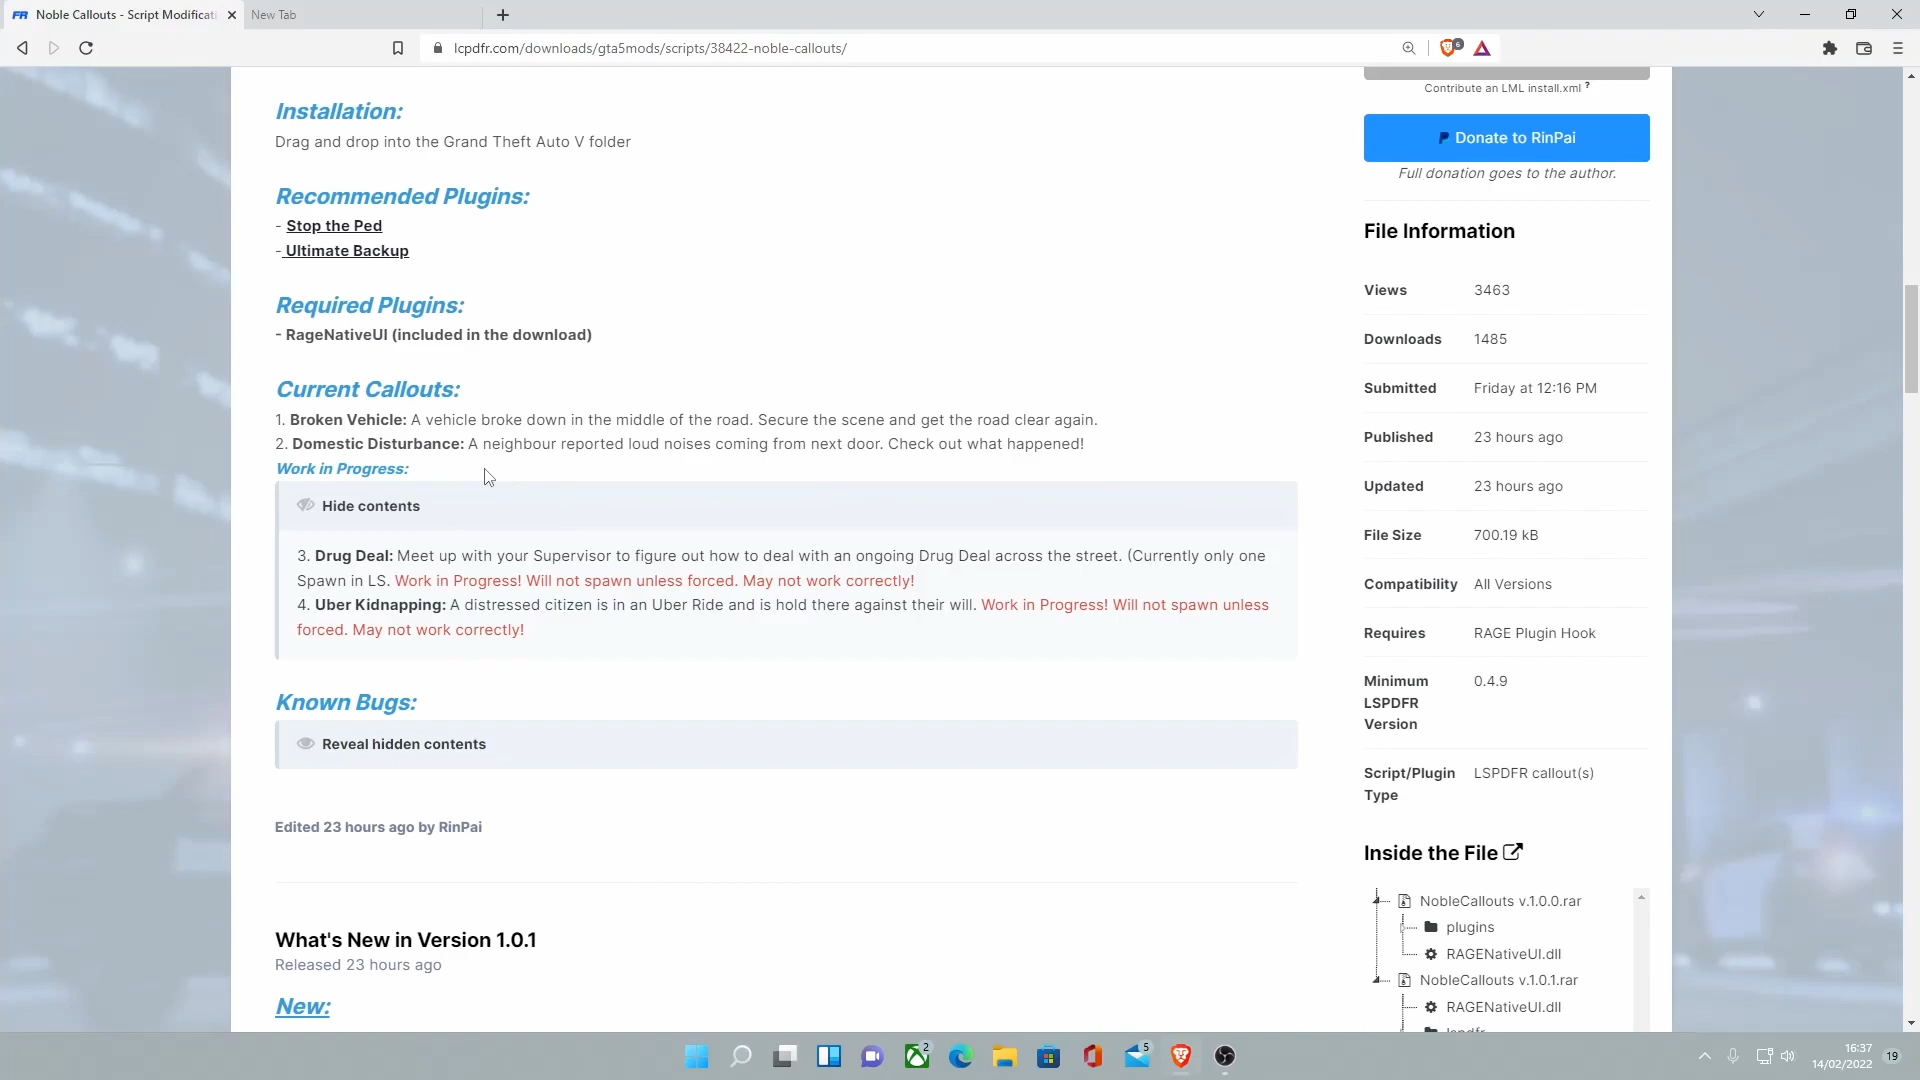 Noble Callouts - Script Modificati
New Tab
lcpdfr.com/downloads/gta5mods/scripts/38422-noble-callouts/
6
Installation:
Drag and drop into the Grand Theft Auto V folder
Recommended Plugins:
- Stop the Ped
- Ultimate Backup
Required Plugins:
- RageNativeUI (included in the download)
Current Callouts:
1. Broken Vehicle: A vehicle broke down in the middle of the road. Secure the scene and get the road clear again.
2. Domestic Disturbance: A neighbour reported loud noises coming from next door. Check out what happened!
Work in Progress:
Hide contents
3. Drug Deal: Meet up with your Supervisor to figure out how to deal with an ongoing Drug Deal across the street. (Currently only one
Spawn in LS. Work in Progress! Will not spawn unless forced. May not work correctly!
4. Uber Kidnapping: A distressed citizen is in an Uber Ride and is hold there against their will. Work in Progress! Will not spawn unless
forced. May not work correctly!
Known Bugs:
Reveal hidden contents
Edited 23 hours ago by RinPai
What's New in Version 1.0.1
Released 23 hours ago
New:
Contribute an LML install.xml ?
Donate to RinPai
Full donation goes to the author.
File Information
Views 3463
Downloads 1485
Submitted Friday at 12:16 PM
Published 23 hours ago
Updated 23 hours ago
File Size 700.19 kB
Compatibility All Versions
Requires RAGE Plugin Hook
Minimum 0.4.9
LSPDFR
Version
Script/Plugin LSPDFR callout(s)
Type
Inside the File
NobleCallouts v.1.0.0.rar
plugins
RAGENativeUI.dll
NobleCallouts v.1.0.1.rar
RAGENativeUI.dll
lspdfr
2
5
16:37
14/02/2022
19